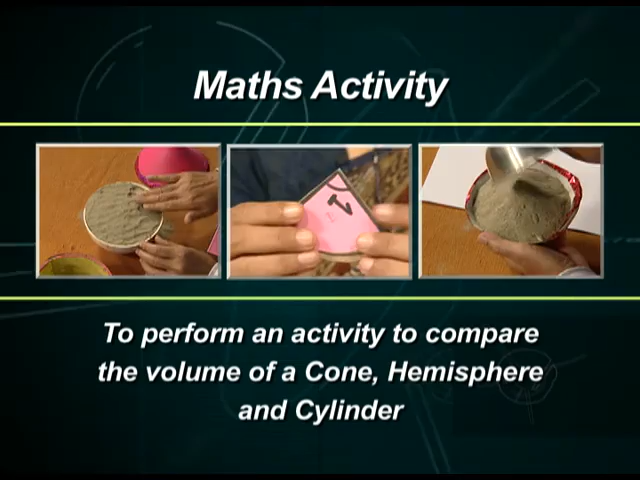 Maths Activity
To perform an activity to compare
the volume of a Cone, Hemisphere
and Cylinder